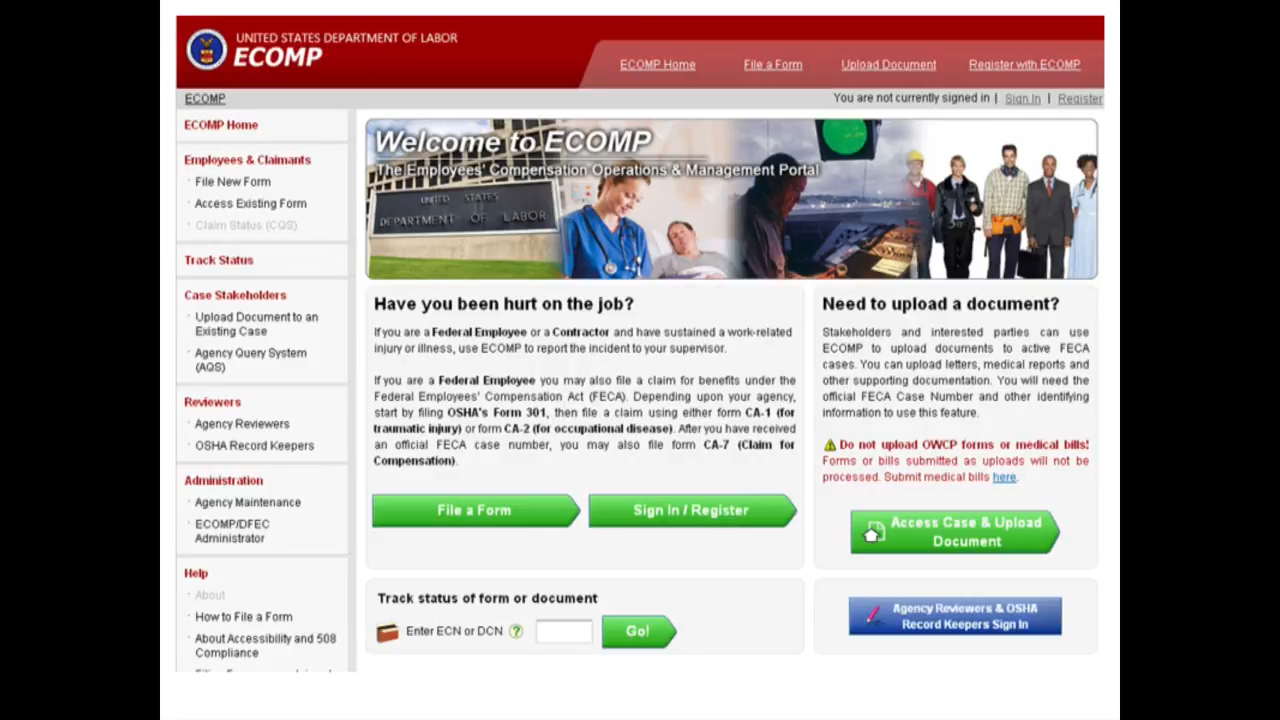 UNITED STATES DEPARTMENT OF LABOR
ECOMP
ECOMP Home
File a Form
Upload Document
Register with ECOMP
ECOMP
You are not currently signed in | Sign In | Register
ECOMP Home
Employees & Claimants
File New Form
Access Existing Form
Claim Status (CQS)
Track Status
Case Stakeholders
Upload Document to an
Existing Case
Agency Query System
(AQS)
Reviewers
Agency Reviewers
OSHA Record Keepers
Administration
Agency Maintenance
ECOMP/DFEC
Administrator
Help
About
How to File a Form
About Accessibility and 508
Compliance
Welcome to ECOMP
The Employees' Compensation Operations & Management Portal
UNITED STATES
DEPARTMENT OF LABOR
Have you been hurt on the job?
If you are a Federal Employee or a Contractor and have sustained a work-related
injury or illness, use ECOMP to report the incident to your supervisor.
If you are a Federal Employee you may also file a claim for benefits under the
Federal Employees' Compensation Act (FECA). Depending upon your agency,
start by filing OSHA's Form 301, then file a claim using either form CA-1 (for
traumatic injury) or form CA-2 (for occupational disease). After you have received
an official FECA case number, you may also file form CA-7 (Claim for
Compensation).
File a Form
Sign In / Register
Need to upload a document?
Stakeholders and interested parties can use
ECOMP to upload documents to active FECA
cases. You can upload letters, medical reports and
other supporting documentation. You will need the
official FECA Case Number and other identifying
information to use this feature.
Do not upload OWCP forms or medical bills!
Forms or bills submitted as uploads will not be
processed. Submit medical bills here.
Access Case & Upload
Document
Track status of form or document
Enter ECN or DCN ?
Go!
Agency Reviewers & OSHA
Record Keepers Sign In